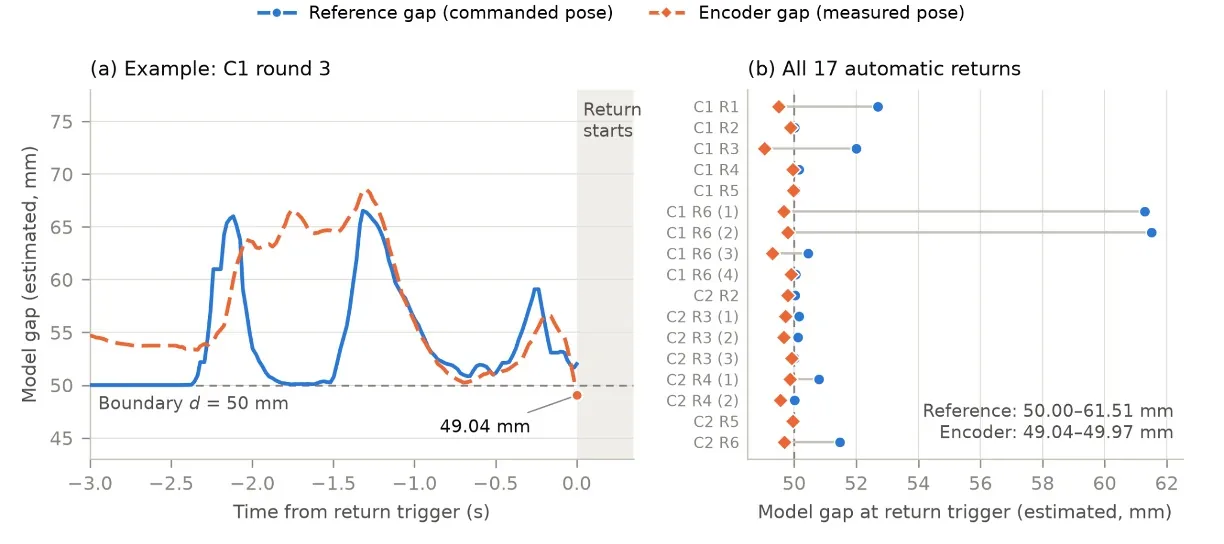 Reference gap (commanded pose)
Encoder gap (measured pose)
(a) Example: C1 round 3
Model gap (estimated, mm)
75
70
65
60
55
50
45
Return
starts
Boundary d = 50 mm
49.04 mm
−3.0
−2.5
−2.0
−1.5
−1.0
−0.5
0.0
Time from return trigger (s)
(b) All 17 automatic returns
C1 R1
C1 R2
C1 R3
C1 R4
C1 R5
C1 R6 (1)
C1 R6 (2)
C1 R6 (3)
C1 R6 (4)
C2 R2
C2 R3 (1)
C2 R3 (2)
C2 R3 (3)
C2 R4 (1)
C2 R4 (2)
C2 R5
C2 R6
Reference: 50.00–61.51 mm
Encoder: 49.04–49.97 mm
50
52
54
56
58
60
62
Model gap at return trigger (estimated, mm)